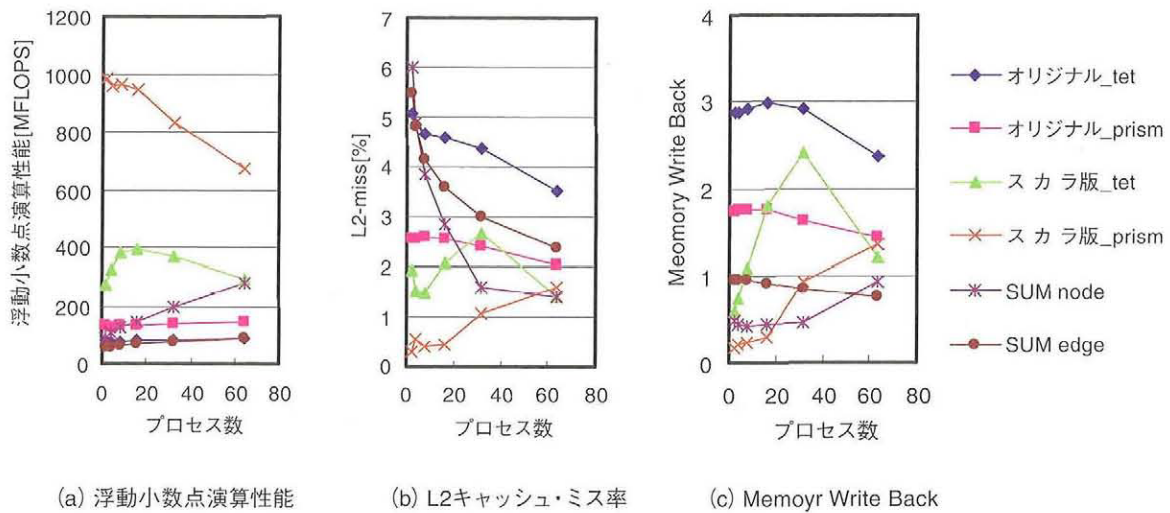 浮動小数点演算性能[MFLOPS]
1200
1000
800
600
400
200
0
0 20 40 60 80
プロセス数
(a) 浮動小数点演算性能
L2-miss[%]
7
6
5
4
3
2
1
0
0 20 40 60 80
プロセス数
(b) L2キャッシュ・ミス率
Meomory Write Back
4
3
2
1
0
0 20 40 60 80
プロセス数
(c) Memoyr Write Back
オリジナル_tet
オリジナル_prism
ス カ ラ 版_tet
ス カ ラ 版_prism
SUM node
SUM edge